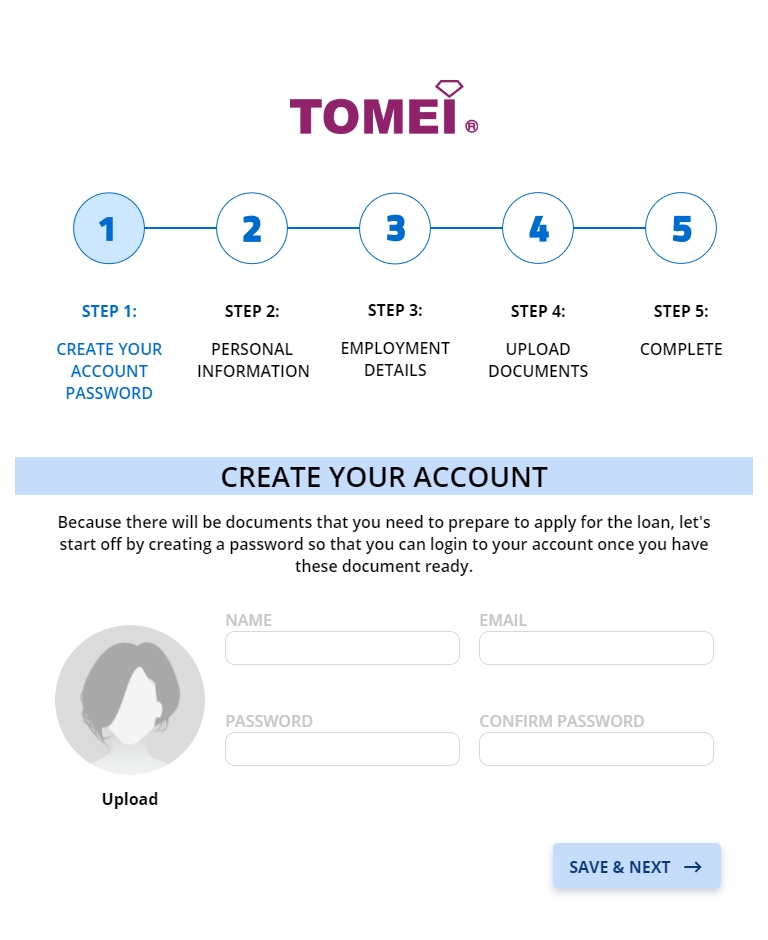 TOMEI ®
1 2 3 4 5
STEP 1:
CREATE YOUR
ACCOUNT
PASSWORD
STEP 2:
PERSONAL
INFORMATION
STEP 3:
EMPLOYMENT
DETAILS
STEP 4:
UPLOAD
DOCUMENTS
STEP 5:
COMPLETE
CREATE YOUR ACCOUNT
Because there will be documents that you need to prepare to apply for the loan, let's
start off by creating a password so that you can login to your account once you have
these document ready.
NAME
EMAIL
PASSWORD
CONFIRM PASSWORD
Upload
SAVE & NEXT →